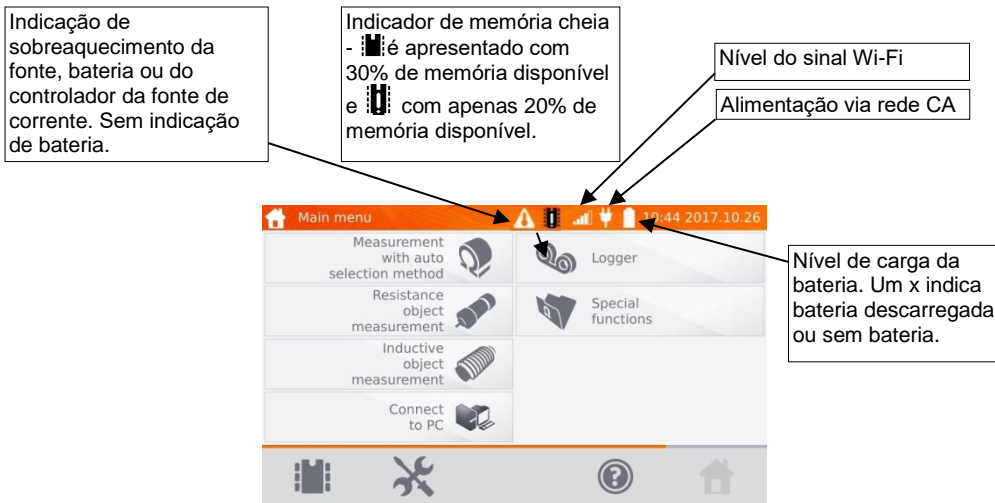 Indicação de
sobreaquecimento da
fonte, bateria ou do
controlador da fonte de
corrente. Sem indicação
de bateria.
Indicador de memória cheia
- é apresentado com
30% de memória disponível
e com apenas 20% de
memória disponível.
Nível do sinal Wi-Fi
Alimentação via rede CA
Main menu
10:44 2017.10.26
Measurement
with auto
selection method
Logger
Resistance
object
measurement
Special
functions
Inductive
object
measurement
Connect
to PC
Nível de carga da
bateria. Um x indica
bateria descarregada
ou sem bateria.